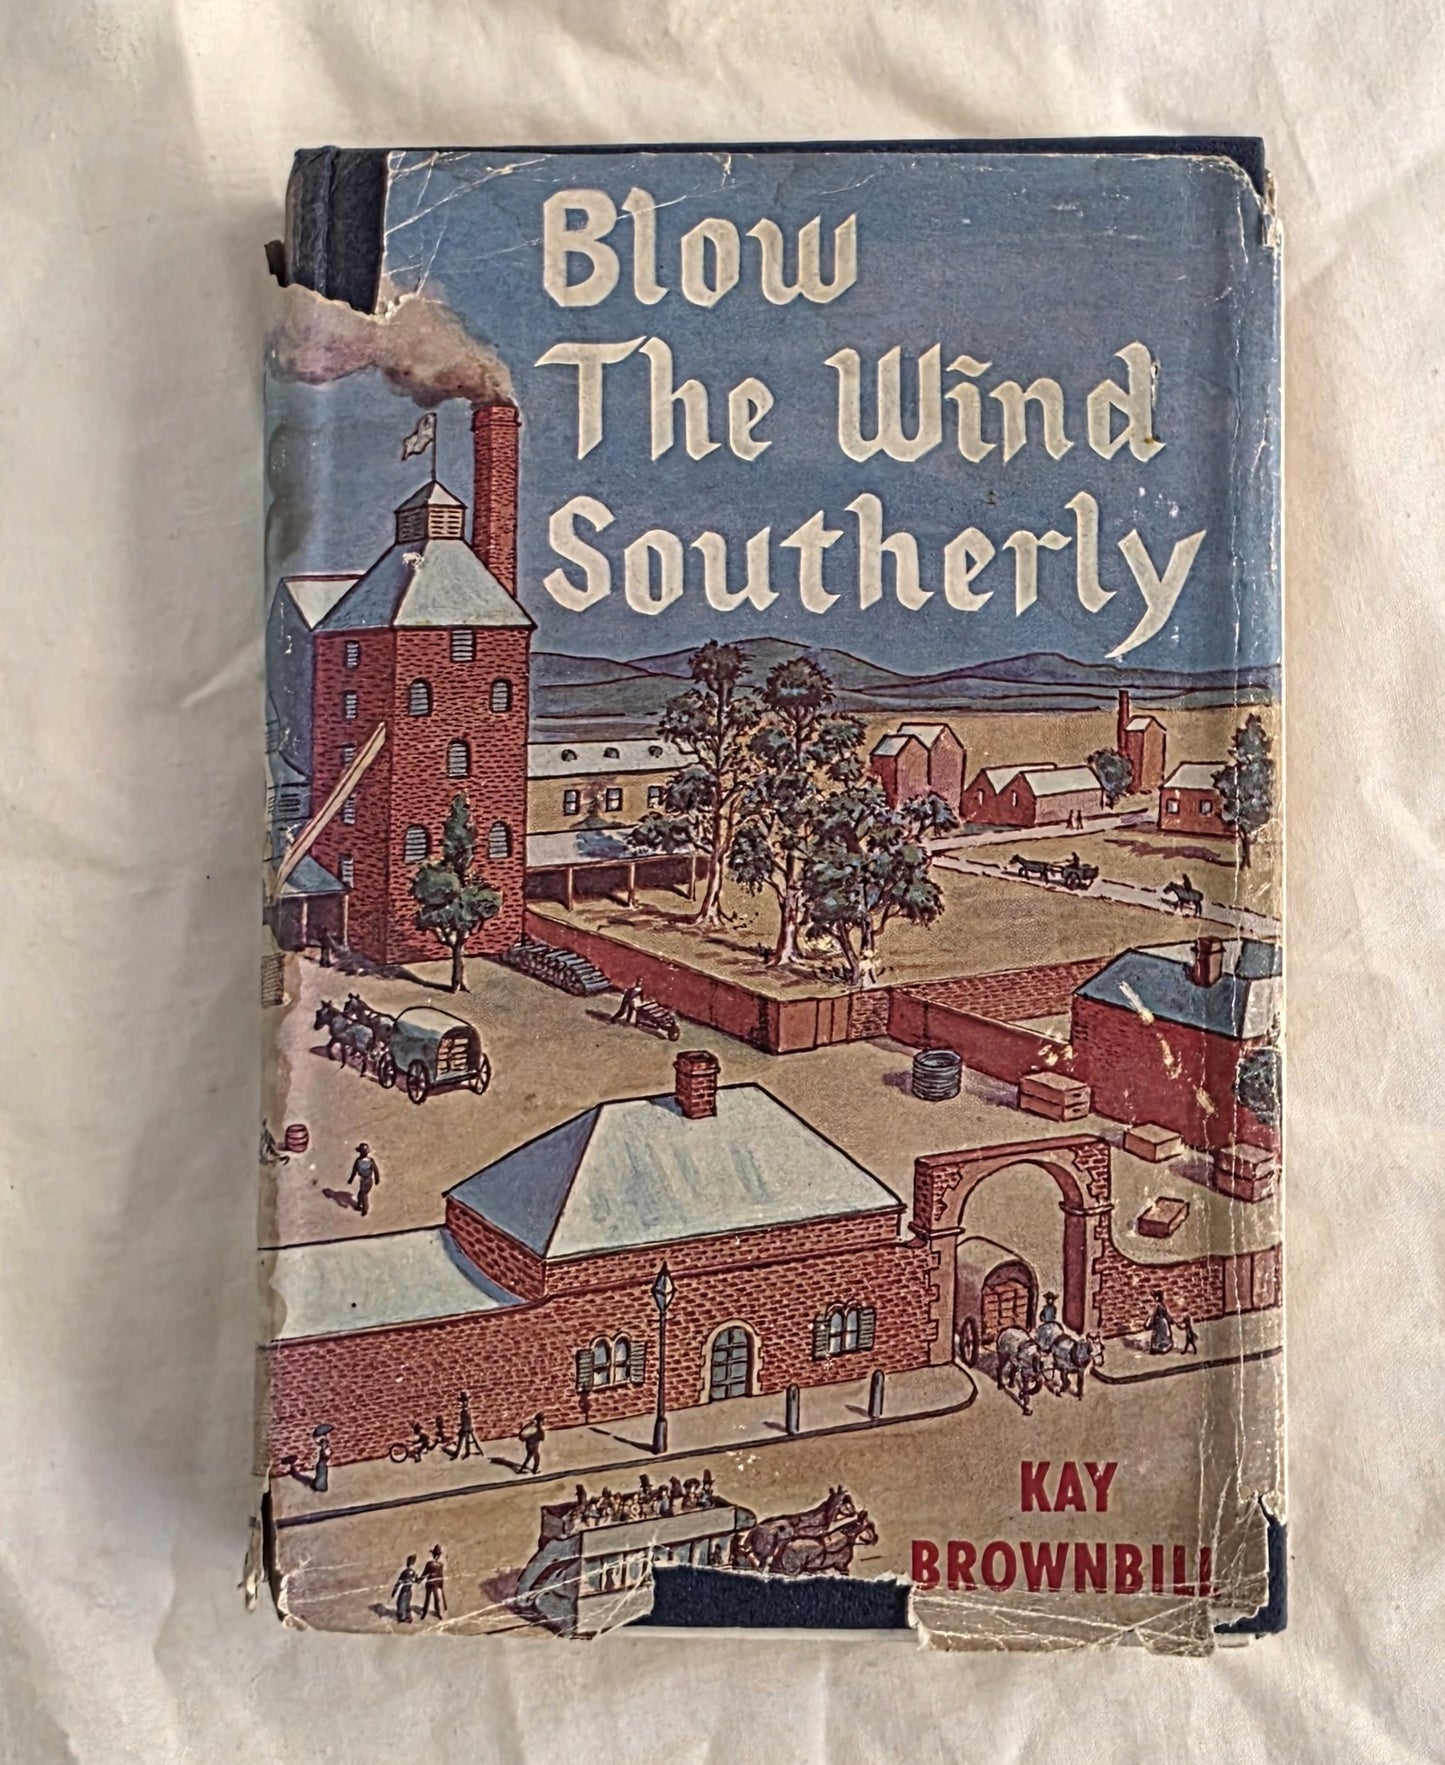 Blow
The Wind
Southerly
KAY
BROWNBILL